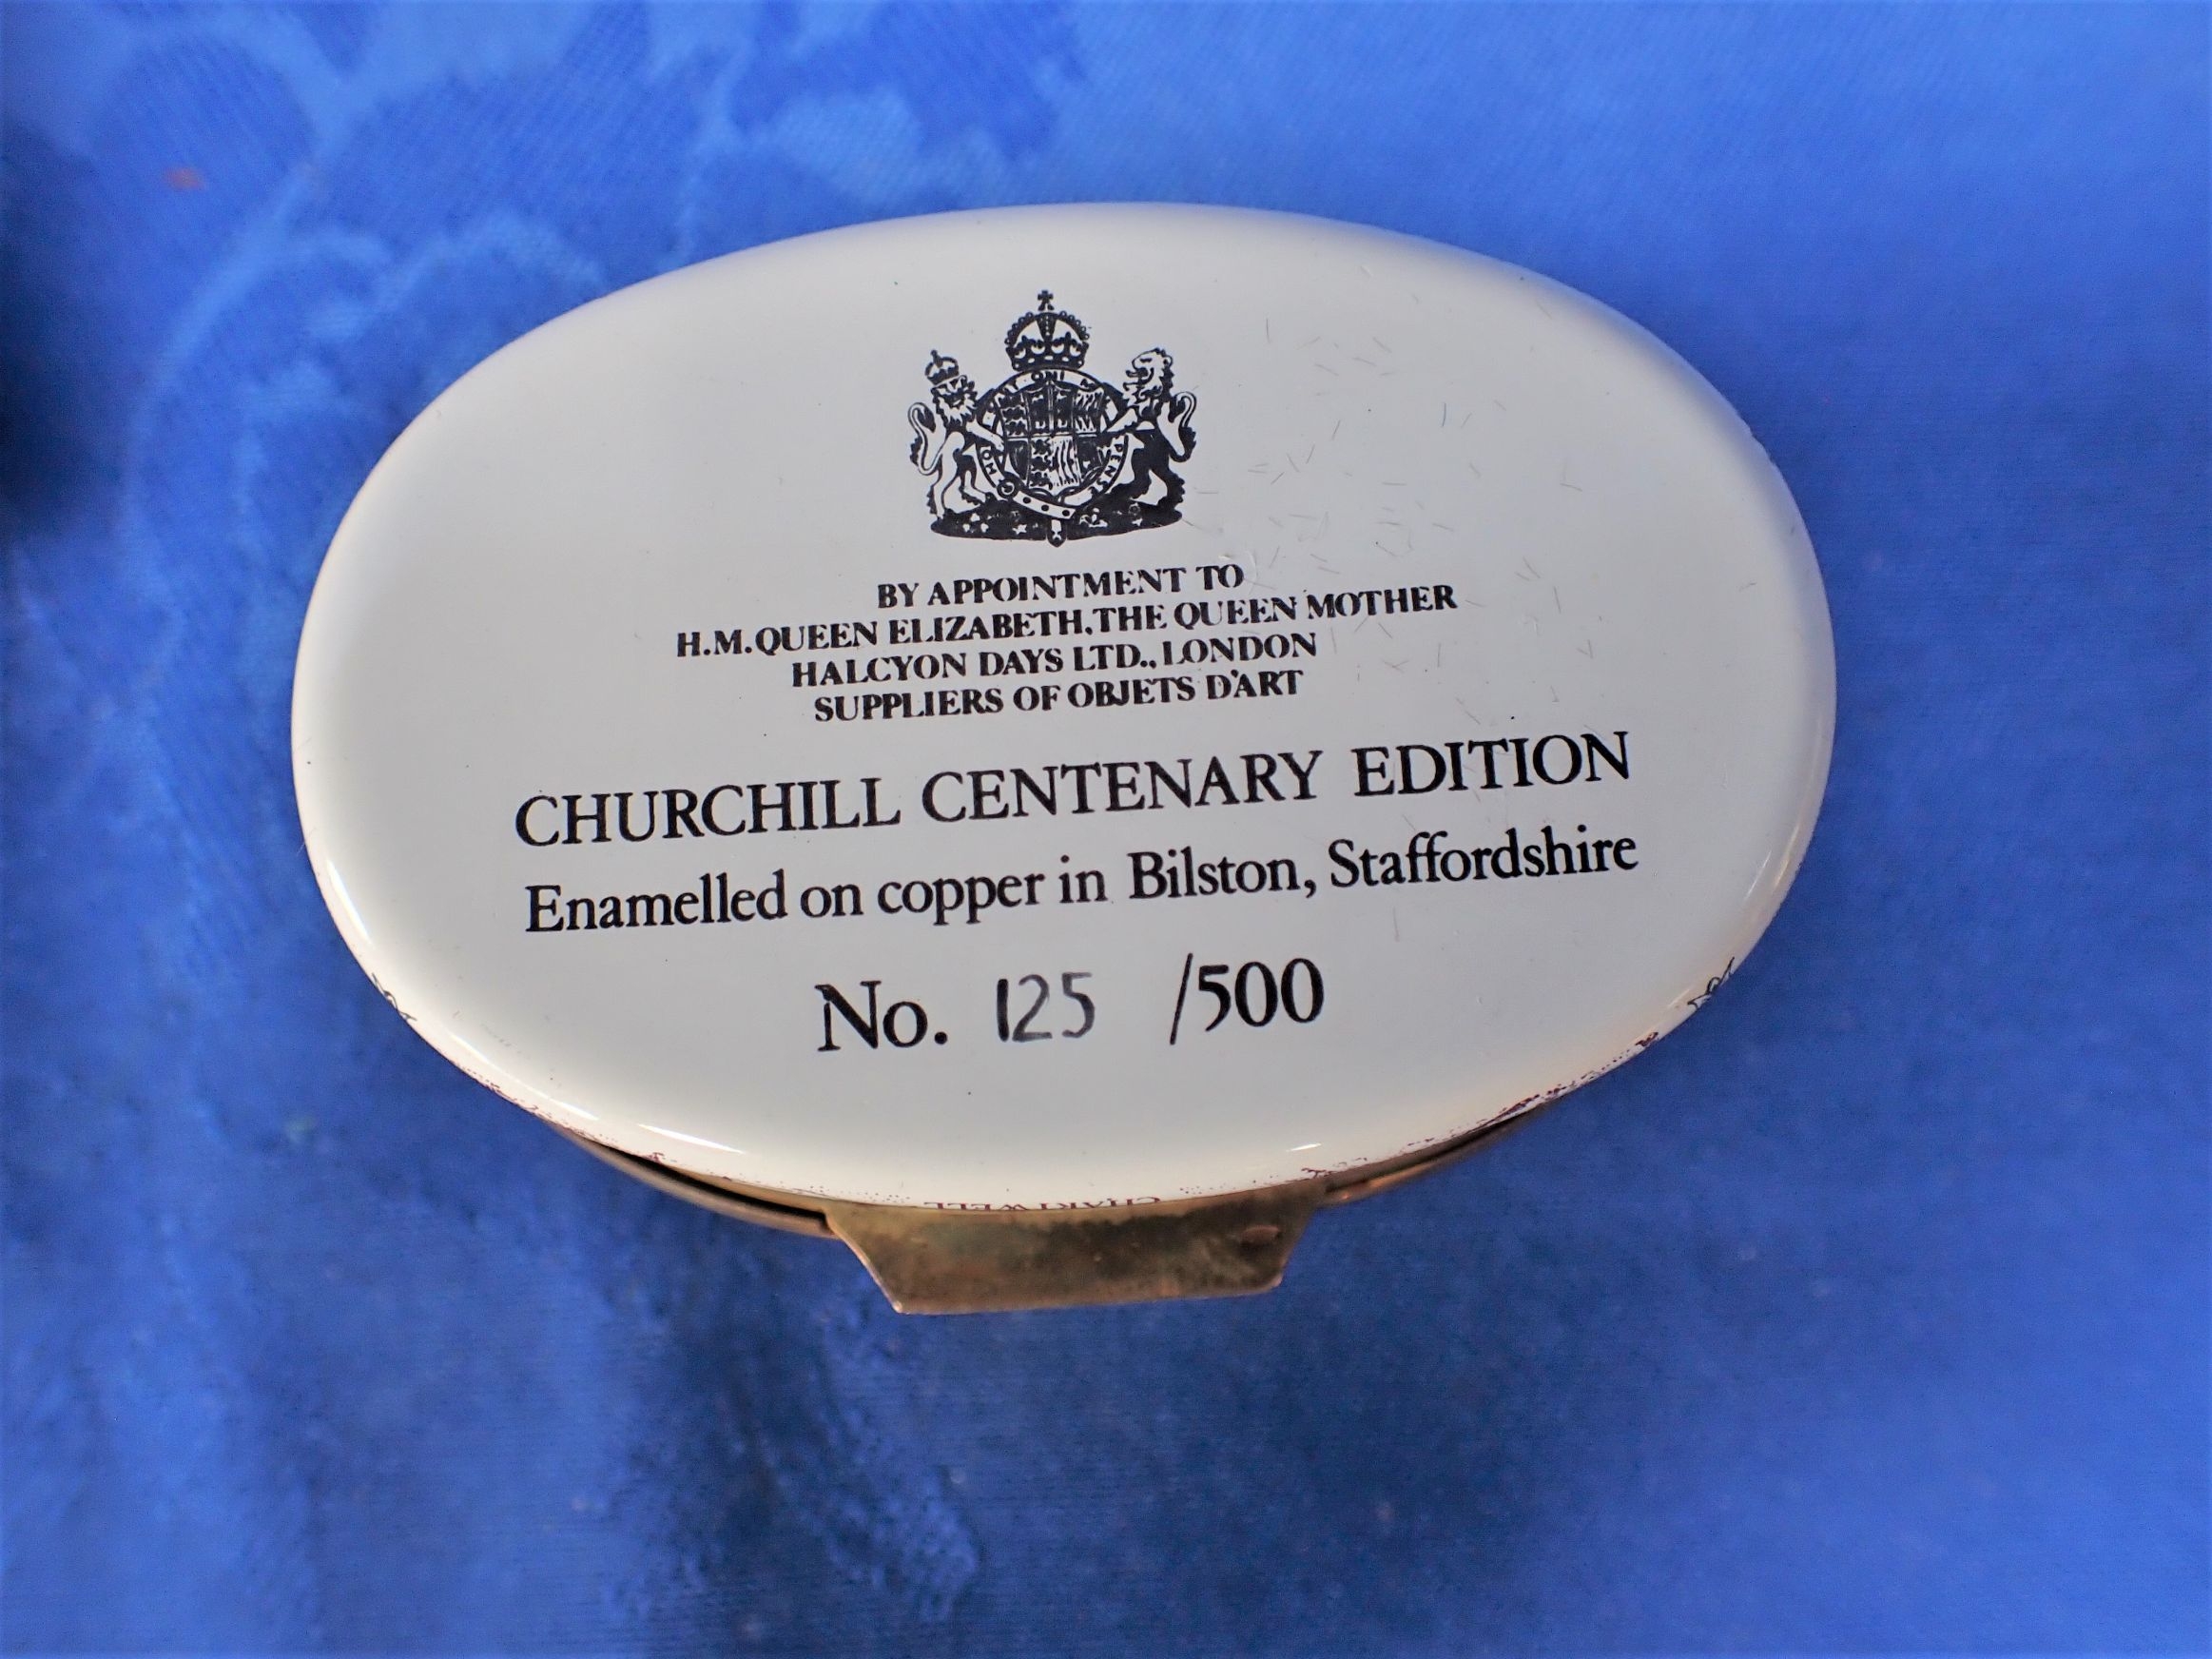 BY APPOINTMENT TO
H.M. QUEEN ELIZABETH, THE QUEEN MOTHER
HALCYON DAYS LTD., LONDON
SUPPLIERS OF OBJETS D'ART
CHURCHILL CENTENARY EDITION
Enamelled on copper in Bilston, Staffordshire
No. 125 /500
CHARTWELL